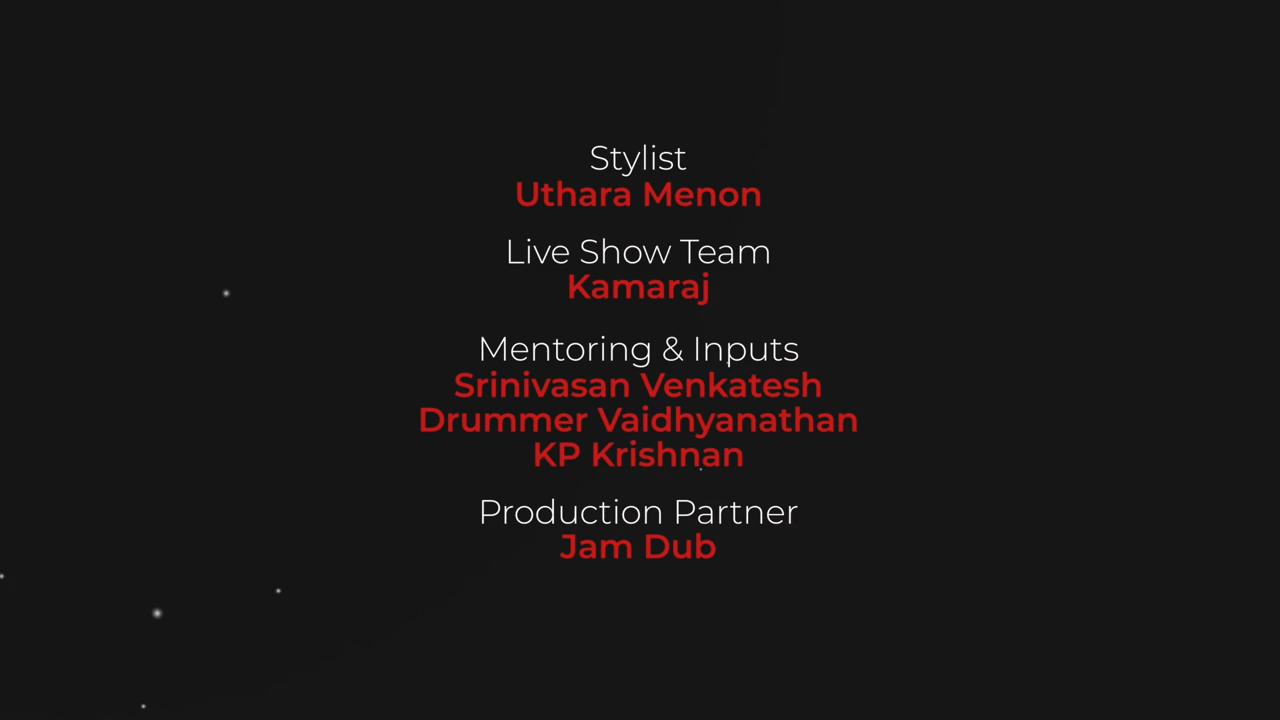 Stylist
Uthara Menon
Live Show Team
Kamaraj
Mentoring & Inputs
Srinivasan Venkatesh
Drummer Vaidhyanathan
KP Krishnan
Production Partner
Jam Dub